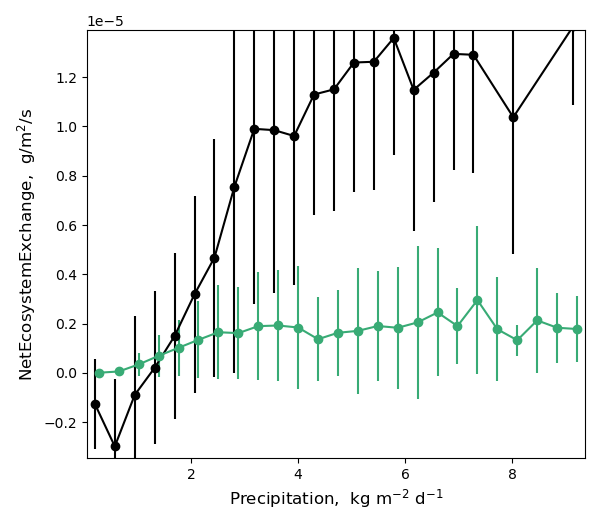 1e−5
1.2
1.0
0.8
0.6
0.4
0.2
0.0
−0.2
NetEcosystemExchange, g/m²/s
2 4 6 8
Precipitation, kg m⁻² d⁻¹